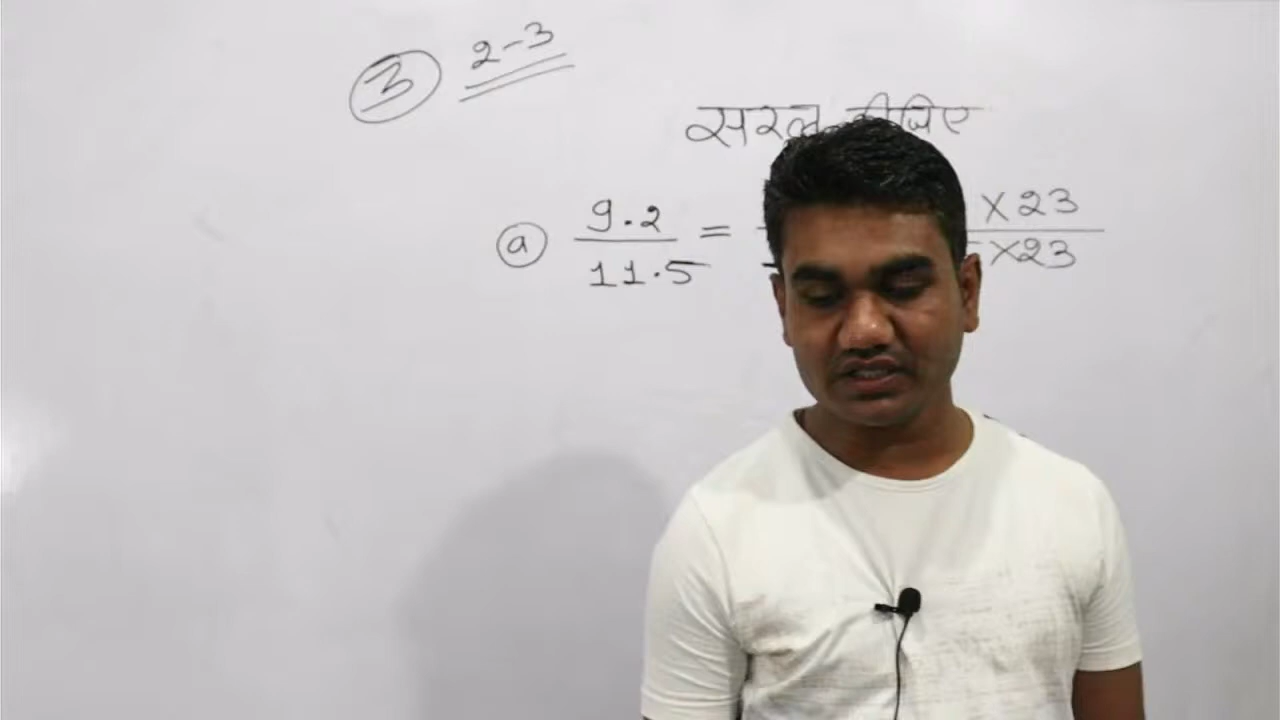 ③ 2-3
सरल कीजिए
ⓐ 9.2 = × 23
11.5 ×23